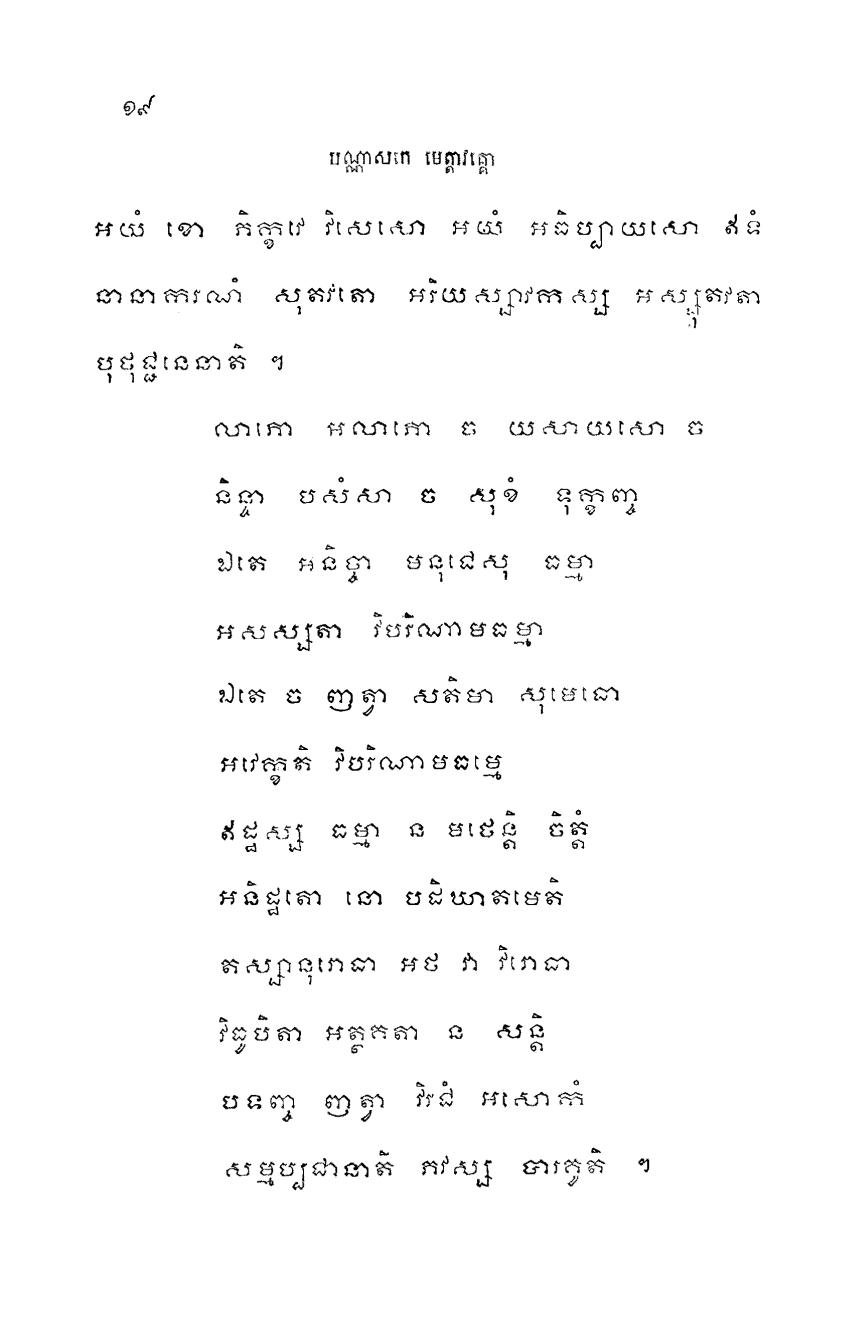 ១៩
បណ្ណាសកេ មេត្តាវគ្គោ
អយំ ខោ ភិក្ខវេ វិសេសោ អយំ អធិប្បាយសោ ឥទំ
នានាករណំ សុតវតោ អរិយស្សាវកស្ស អស្សុតវតា
បុថុជ្ជនេនាតិ ៗ
លាភោ អលាភោ ច យសាយសោ ច
និន្ទា បសំសា ច សុខំ ទុក្ខញ្ច
ឯតេ អនិច្ចា មនុជេសុ ធម្មា
អសស្សតា វិបរិណាមធម្មា
ឯតេ ច ញត្វា សតិមា សុមេធោ
អវេក្ខតិ វិបរិណាមធម្មេ
ឥដ្ឋស្ស ធម្មា ន មថេន្តិ ចិត្តំ
អនិដ្ឋតោ នោ បដិឃាតមេតិ
តស្សានុរោធា អថ វា វិរោធា
វិធូបិតា អត្ថគតា ន សន្តិ
បទញ្ច ញត្វា វិរជំ អសោកំ
សម្មប្បជានាតិ ភវស្ស បារគូតិ ៗ